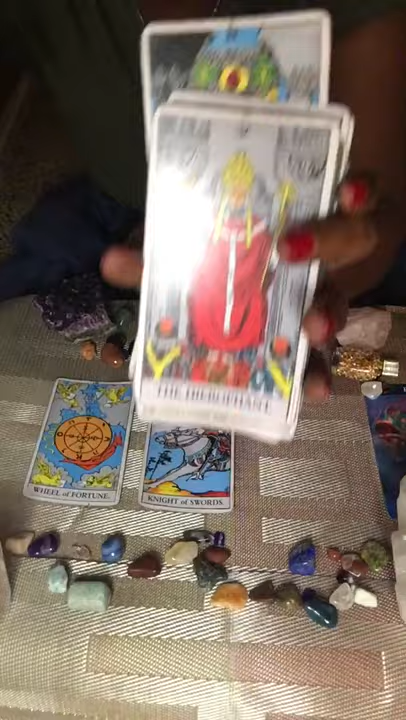 THE HIEROPHANT.
WHEEL of FORTUNE.
KNIGHT of SWORDS.